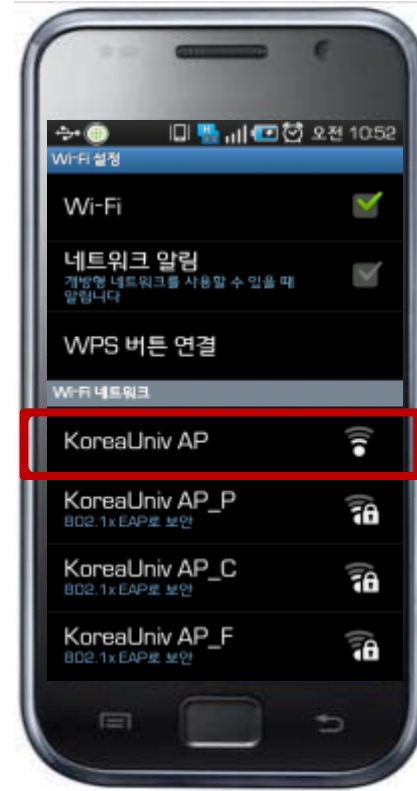 오전 10:52
Wi-Fi 설정
Wi-Fi
네트워크 알림
개방형 네트워크를 사용할 수 있을 때
알립니다
WPS 버튼 연결
Wi-Fi 네트워크
KoreaUniv AP
KoreaUniv AP_P
802.1x EAP로 보안
KoreaUniv AP_C
802.1x EAP로 보안
KoreaUniv AP_F
802.1x EAP로 보안